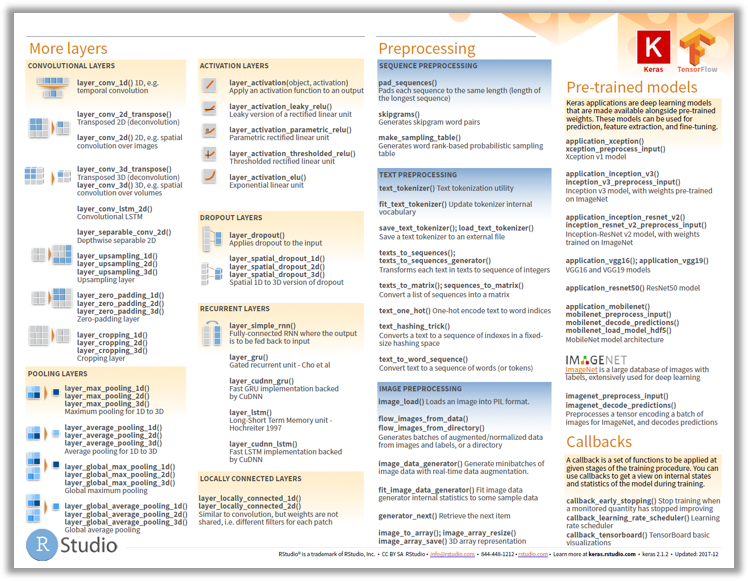 More layers
CONVOLUTIONAL LAYERS
layer_conv_1d() 1D, e.g.
temporal convolution
layer_conv_2d_transpose()
Transposed 2D (deconvolution)
layer_conv_2d() 2D, e.g. spatial
convolution over images
layer_conv_3d_transpose()
Transposed 3D (deconvolution)
layer_conv_3d() 3D, e.g. spatial
convolution over volumes
layer_conv_lstm_2d()
Convolutional LSTM
layer_separable_conv_2d()
Depthwise separable 2D
layer_upsampling_1d()
layer_upsampling_2d()
layer_upsampling_3d()
Upsampling layer
layer_zero_padding_1d()
layer_zero_padding_2d()
layer_zero_padding_3d()
Zero-padding layer
layer_cropping_1d()
layer_cropping_2d()
layer_cropping_3d()
Cropping layer
POOLING LAYERS
layer_max_pooling_1d()
layer_max_pooling_2d()
layer_max_pooling_3d()
Maximum pooling for 1D to 3D
layer_average_pooling_1d()
layer_average_pooling_2d()
layer_average_pooling_3d()
Average pooling for 1D to 3D
layer_global_max_pooling_1d()
layer_global_max_pooling_2d()
layer_global_max_pooling_3d()
Global maximum pooling
layer_global_average_pooling_1d()
layer_global_average_pooling_2d()
layer_global_average_pooling_3d()
Global average pooling
ACTIVATION LAYERS
layer_activation(object, activation)
Apply an activation function to an output
layer_activation_leaky_relu()
Leaky version of a rectified linear unit
layer_activation_parametric_relu()
Parametric rectified linear unit
layer_activation_thresholded_relu()
Thresholded rectified linear unit
layer_activation_elu()
Exponential linear unit
DROPOUT LAYERS
layer_dropout()
Applies dropout to the input
layer_spatial_dropout_1d()
layer_spatial_dropout_2d()
layer_spatial_dropout_3d()
Spatial 1D to 3D version of dropout
RECURRENT LAYERS
layer_simple_rnn()
Fully-connected RNN where the output
is to be fed back to input
layer_gru()
Gated recurrent unit - Cho et al
layer_cudnn_gru()
Fast GRU implementation backed
by CuDNN
layer_lstm()
Long-Short Term Memory unit -
Hochreiter 1997
layer_cudnn_lstm()
Fast LSTM implementation backed
by CuDNN
LOCALLY CONNECTED LAYERS
layer_locally_connected_1d()
layer_locally_connected_2d()
Similar to convolution, but weights are not
shared, i.e. different filters for each patch
Preprocessing
SEQUENCE PREPROCESSING
pad_sequences()
Pads each sequence to the same length (length of
the longest sequence)
skipgrams()
Generates skipgram word pairs
make_sampling_table()
Generates word rank-based probabilistic sampling
table
TEXT PREPROCESSING
text_tokenizer() Text tokenization utility
fit_text_tokenizer() Update tokenizer internal
vocabulary
save_text_tokenizer; load_text_tokenizer()
Save a text tokenizer to an external file
texts_to_sequences();
texts_to_sequences_generator()
Transforms each text in texts to sequence of integers
texts_to_matrix; sequences_to_matrix()
Convert a list of sequences into a matrix
text_one_hot() One-hot encode text to word indices
text_hashing_trick()
Converts a text to a sequence of indexes in a fixed-
size hashing space
text_to_word_sequence()
Convert text to a sequence of words (or tokens)
IMAGE PREPROCESSING
image_load() Loads an image into PIL format.
flow_images_from_data()
flow_images_from_directory()
Generates batches of augmented/normalized data
from images and labels, or a directory
image_data_generator() Generate minibatches of
image data with real-time data augmentation.
fit_image_data_generator() Fit image data
generator internal statistics to some sample data
generator_next() Retrieve the next item
image_to_array(); image_array_resize()
image_array_save() 3D array representation
K
Keras
TensorFlow
Pre-trained models
Keras applications are deep learning models
that are made available alongside pre-trained
weights. These models can be used for
prediction, feature extraction, and fine-tuning.
application_xception()
xception_preprocess_input()
Xception v1 model
application_inception_v3()
inception_v3_preprocess_input()
Inception v3 model, with weights pre-trained
on ImageNet
application_inception_resnet_v2()
inception_resnet_v2_preprocess_input()
Inception-ResNet v2 model, with weights
trained on ImageNet
application_vgg16(); application_vgg19()
VGG16 and VGG19 models
application_resnet50() ResNet50 model
application_mobilenet()
mobilenet_preprocess_input()
mobilenet_decode_predictions()
mobilenet_load_model_hdf5()
MobileNet model architecture
IMAGENET
ImageNet is a large database of images with
labels, extensively used for deep learning
imagenet_preprocess_input()
imagenet_decode_predictions()
Preprocesses a tensor encoding a batch of
images for ImageNet, and decodes predictions
Callbacks
A callback is a set of functions to be applied at
given stages of the training procedure. You can
use callbacks to get a view on internal states
and statistics of the model during training.
callback_early_stopping() Stop training when
a monitored quantity has stopped improving
callback_learning_rate_scheduler() Learning
rate scheduler
callback_tensorboard() TensorBoard basic
visualizations
R Studio
RStudio® is a trademark of RStudio, Inc. • CC BY SA RStudio • info@rstudio.com • 844-448-1212 • rstudio.com • Learn more at keras.rstudio.com • keras 2.1.2 • Updated: 2017-12